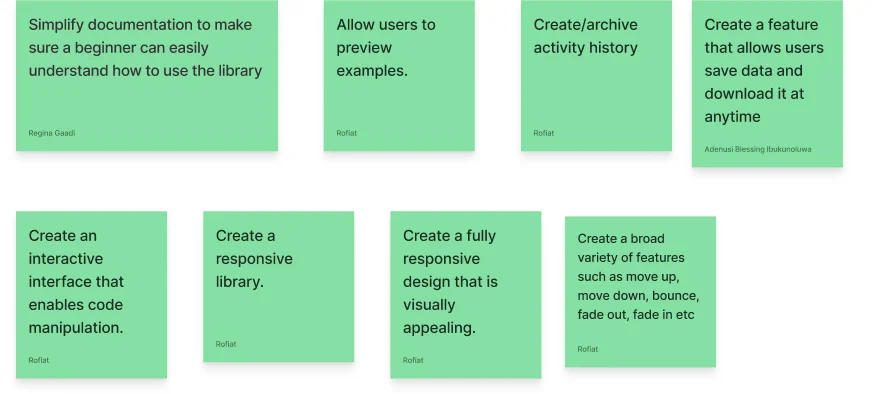 Simplify documentation to make
sure a beginner can easily
understand how to use the library
Regina Gaadi
Allow users to
preview
examples.
Rofiat
Create/archive
activity history
Rofiat
Create a feature
that allows users
save data and
download it at
anytime
Adenusi Blessing Ibukunoluwa
Create an
interactive
interface that
enables code
manipulation.
Rofiat
Create a
responsive
library.
Rofiat
Create a fully
responsive
design that is
visually
appealing.
Rofiat
Create a broad
variety of features
such as move up,
move down, bounce,
fade out, fade in etc
Rofiat